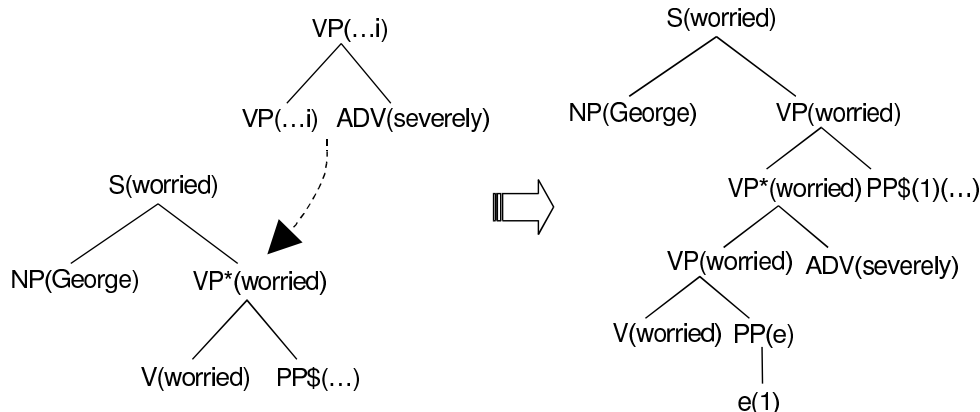 VP(…i)
VP(…i) ADV(severely)
S(worried)
NP(George) VP*(worried)
V(worried) PP$(…)
S(worried)
NP(George) VP(worried)
VP*(worried) PP$(1)(…)
VP(worried) ADV(severely)
V(worried) PP(e)
e(1)